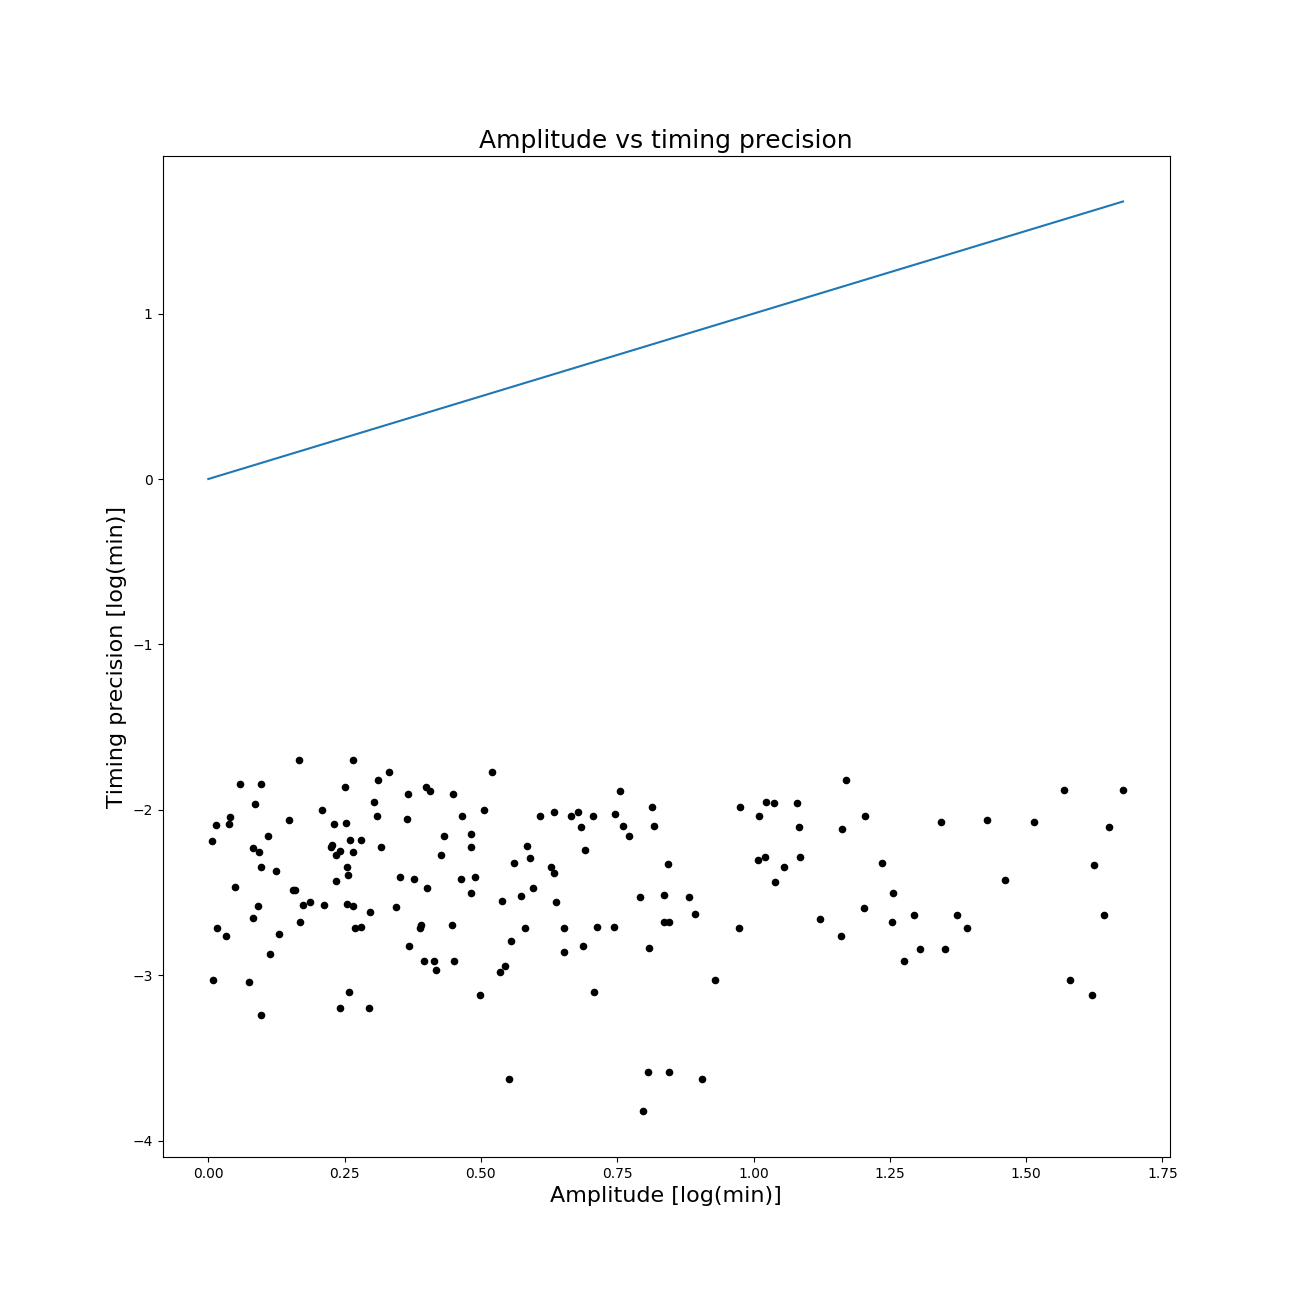 Amplitude vs timing precision
Timing precision [log(min)]
1
0
−1
−2
−3
−4
0.00 0.25 0.50 0.75 1.00 1.25 1.50 1.75
Amplitude [log(min)]